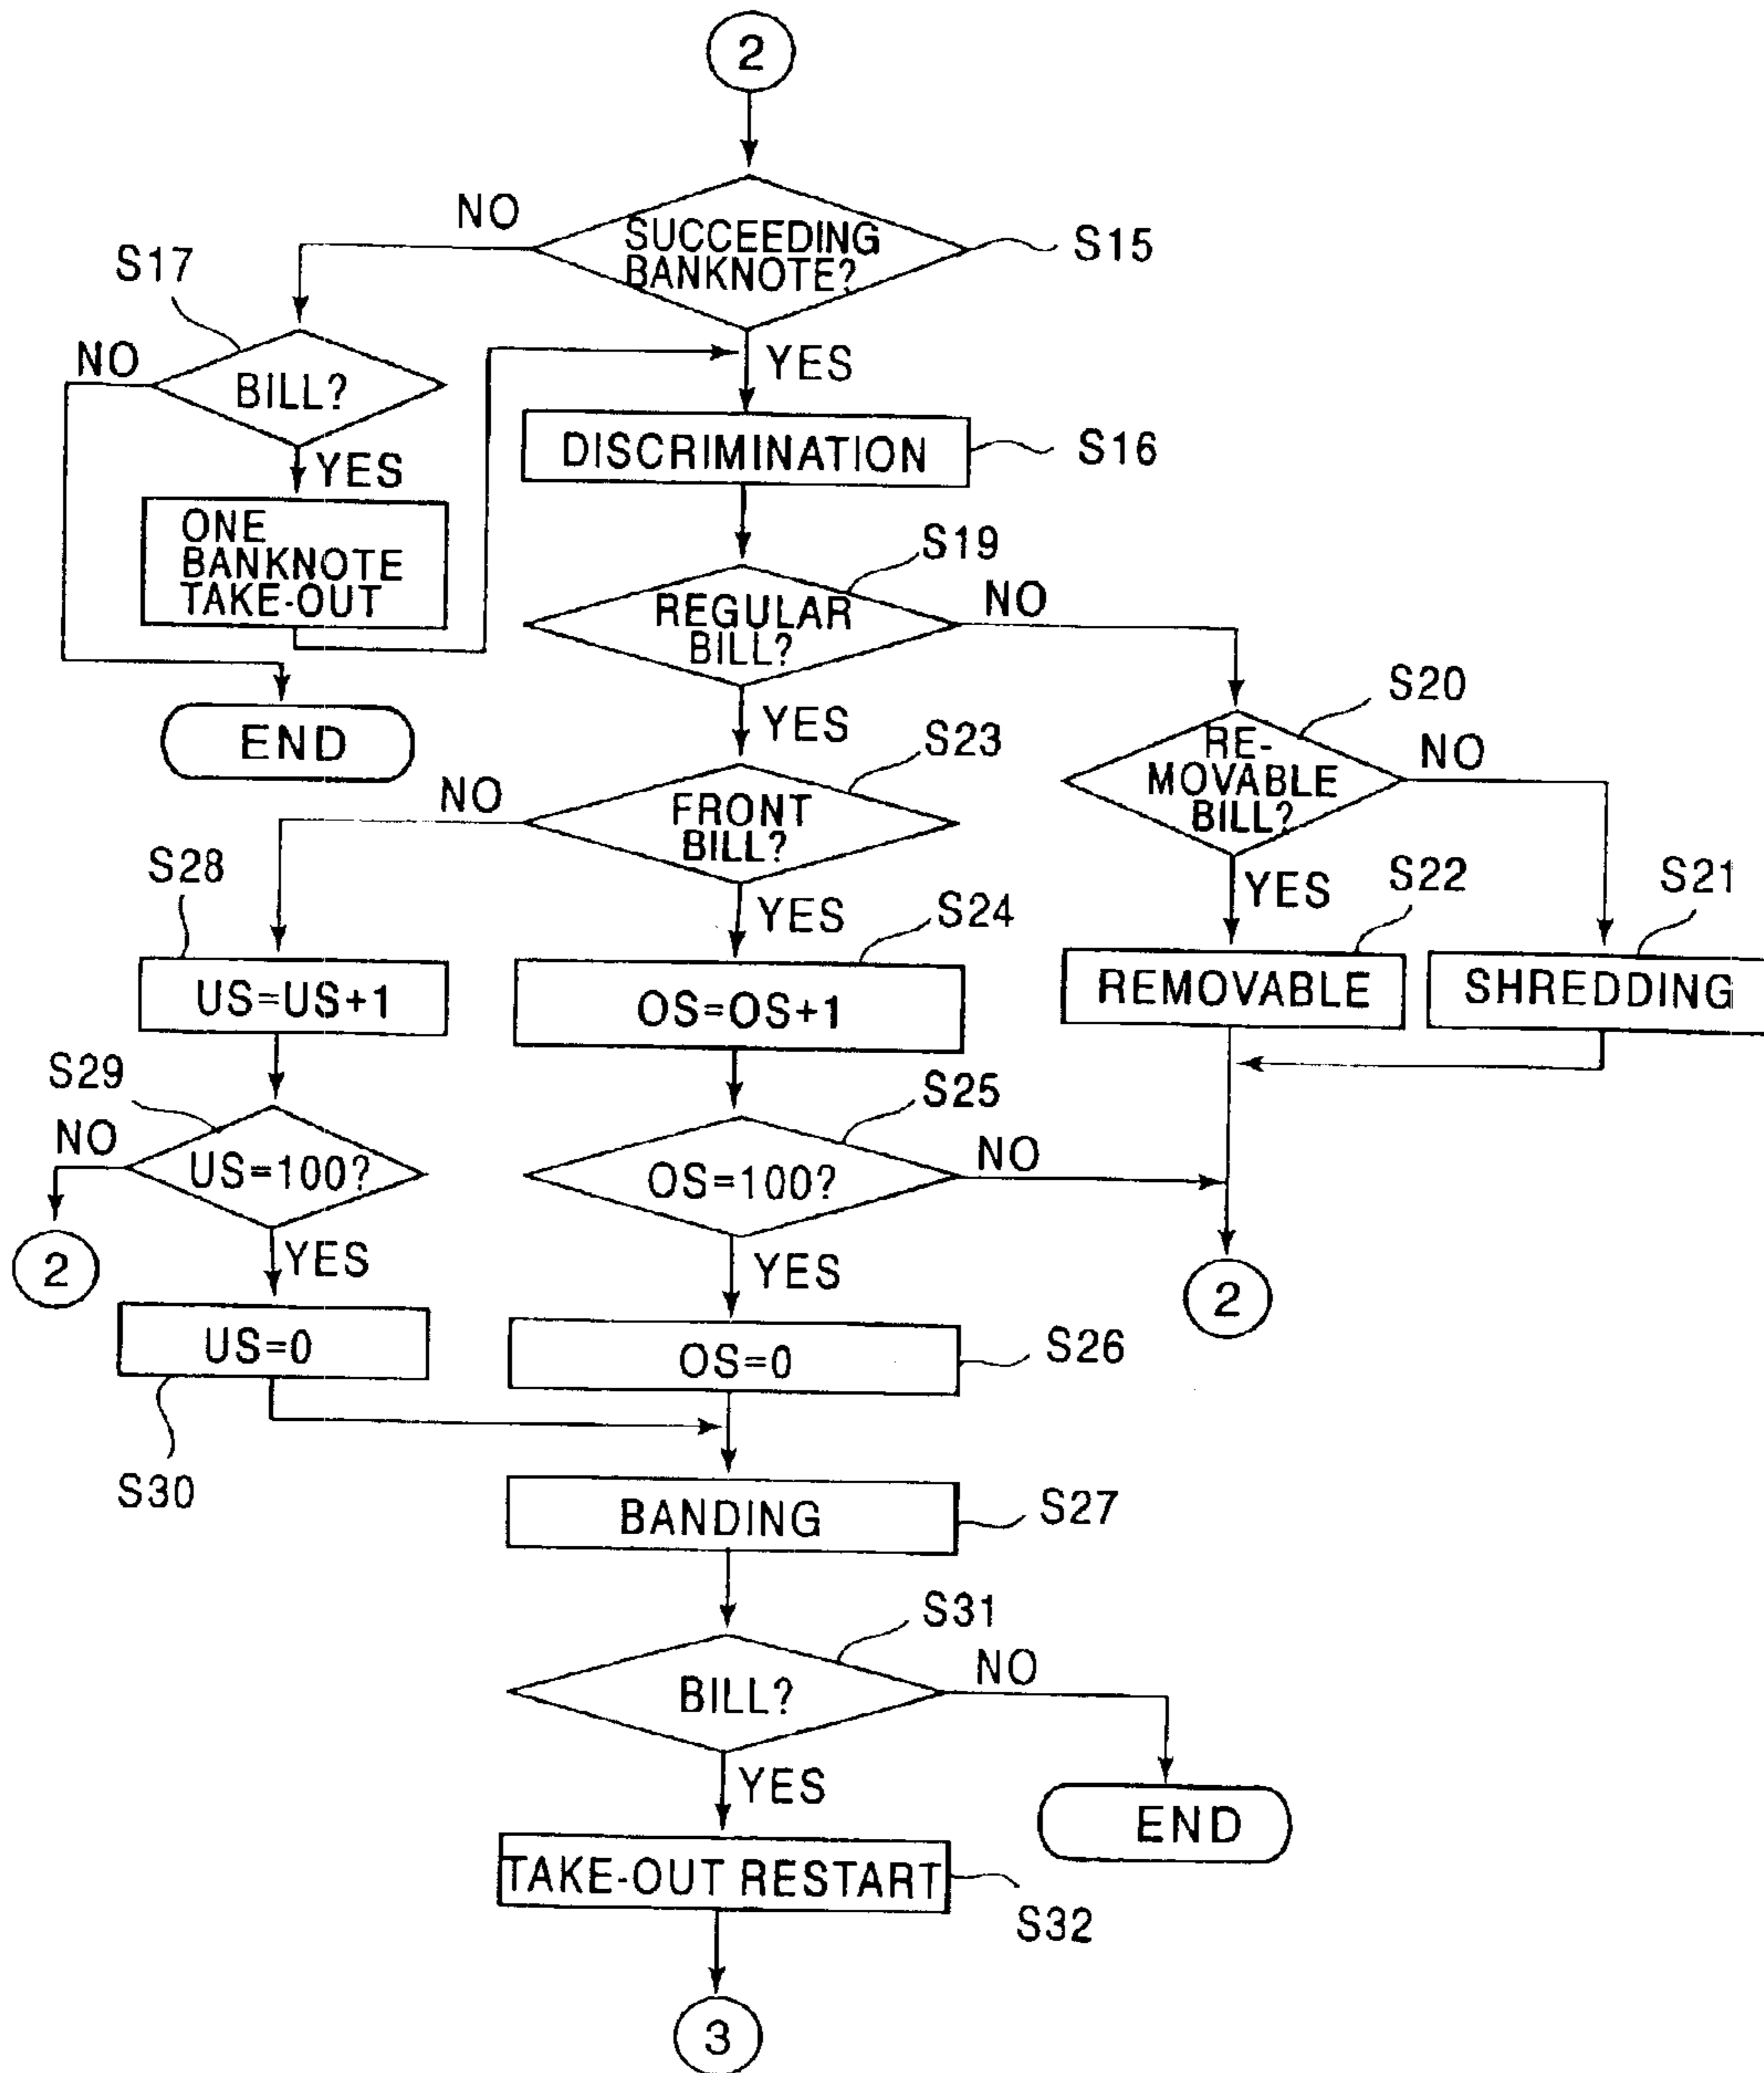 2
NO
SUCCEEDING
BANKNOTE?
S15
S17
NO
BILL?
YES
YES
DISCRIMINATION
S16
ONE
BANKNOTE
TAKE-OUT
S19
REGULAR
BILL?
NO
END
YES
S20
RE-
MOVABLE
BILL?
NO
S23
NO
FRONT
BILL?
S28
YES
S24
YES
S22
S21
US=US+1
OS=OS+1
REMOVABLE
SHREDDING
S29
S25
NO
US=100?
OS=100?
NO
2
YES
YES
2
US=0
OS=0
S26
S30
BANDING
S27
S31
BILL?
NO
YES
END
TAKE-OUT RESTART
S32
3